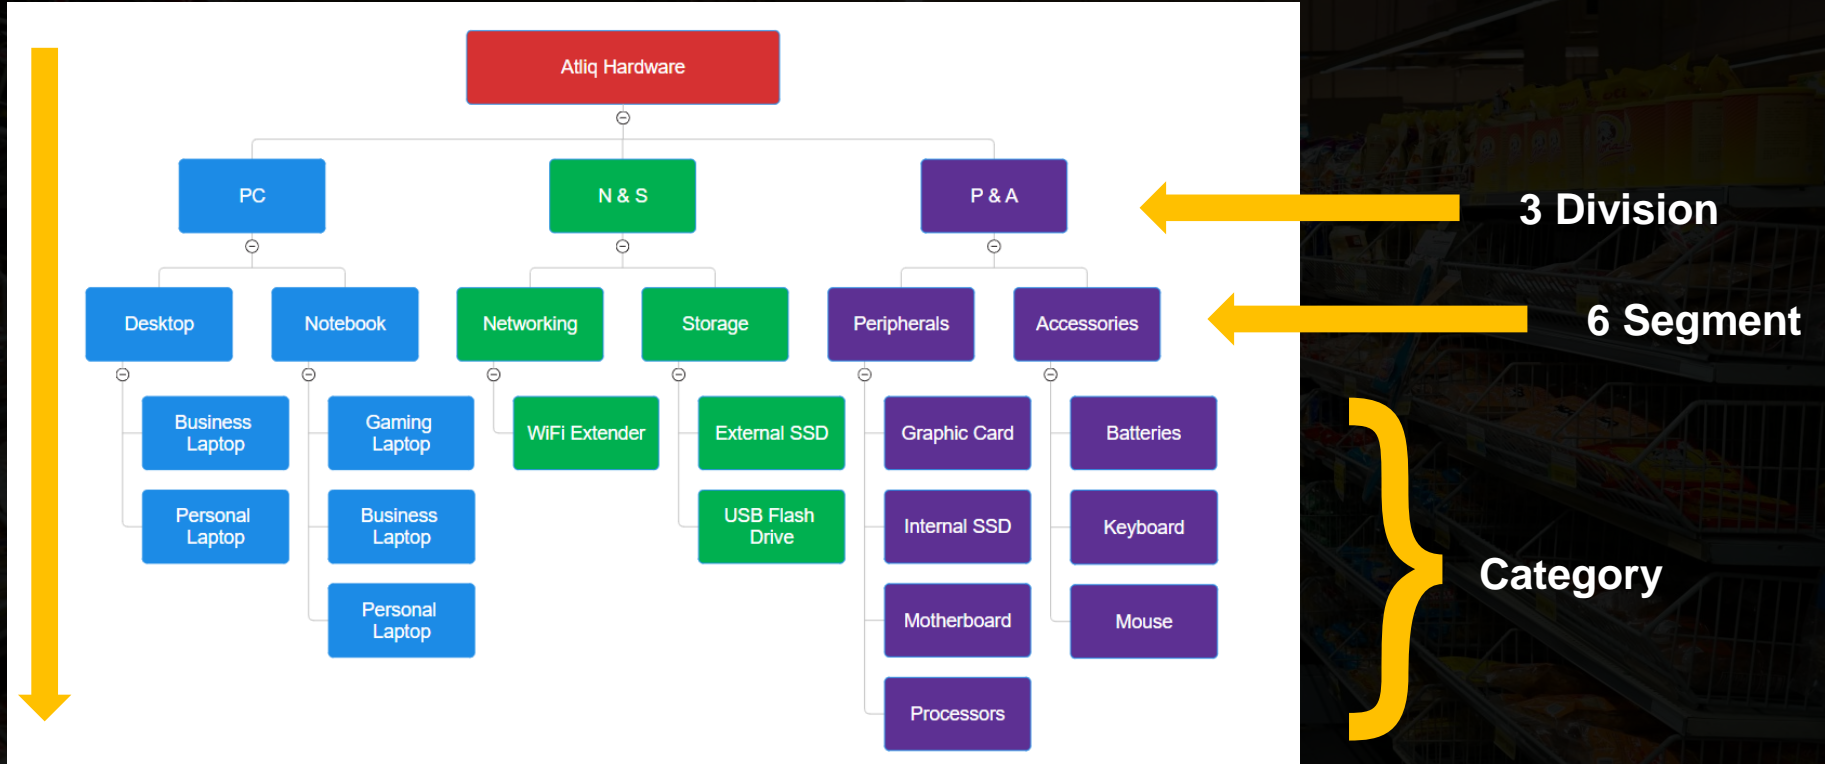 Atliq Hardware
PC
N & S
P & A
3 Division
Desktop
Notebook
Networking
Storage
Peripherals
Accessories
6 Segment
Business
Laptop
Gaming
Laptop
WiFi Extender
External SSD
Graphic Card
Batteries
Personal
Laptop
Business
Laptop
USB Flash
Drive
Internal SSD
Keyboard
Category
Personal
Laptop
Motherboard
Mouse
Processors